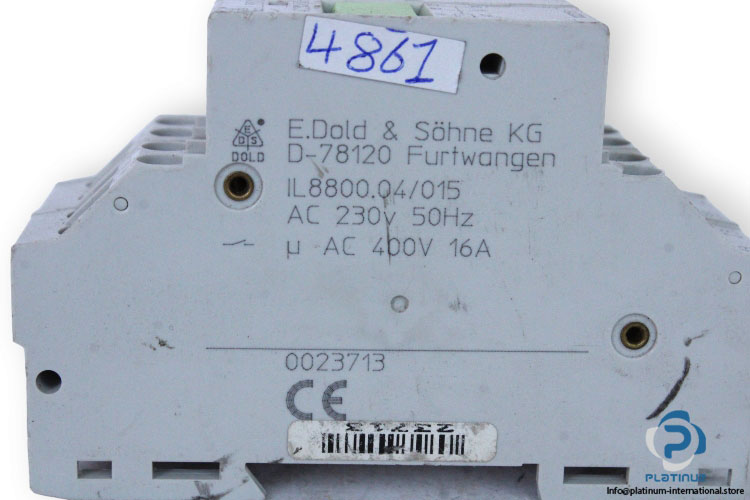 4861
E.Dold & Söhne KG
D-78120 Furtwangen
E
D S
DOLD
IL8800.04/015
AC 230v 50Hz
µ AC 400V 16A
0023713
CE
PLATINUM
Info@platinum-international.store